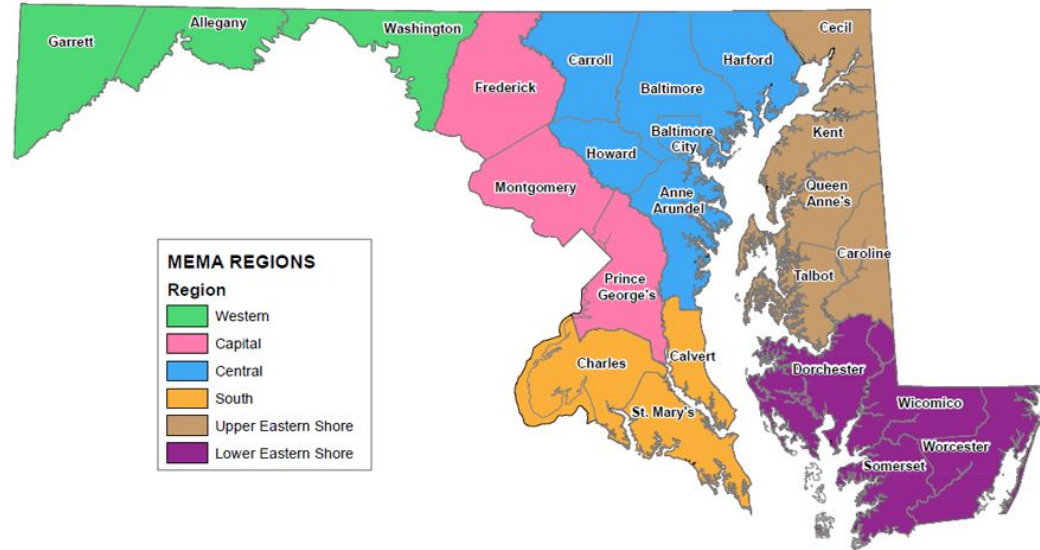 Garrett
Allegany
Washington
Frederick
Carroll
Baltimore
Harford
Cecil
Baltimore
City
Howard
Montgomery
Anne
Arundel
Kent
Queen
Anne's
Caroline
Talbot
Prince
George's
Charles
Calvert
St. Mary's
Dorchester
Wicomico
Worcester
Somerset
MEMA REGIONS
Region
Western
Capital
Central
South
Upper Eastern Shore
Lower Eastern Shore